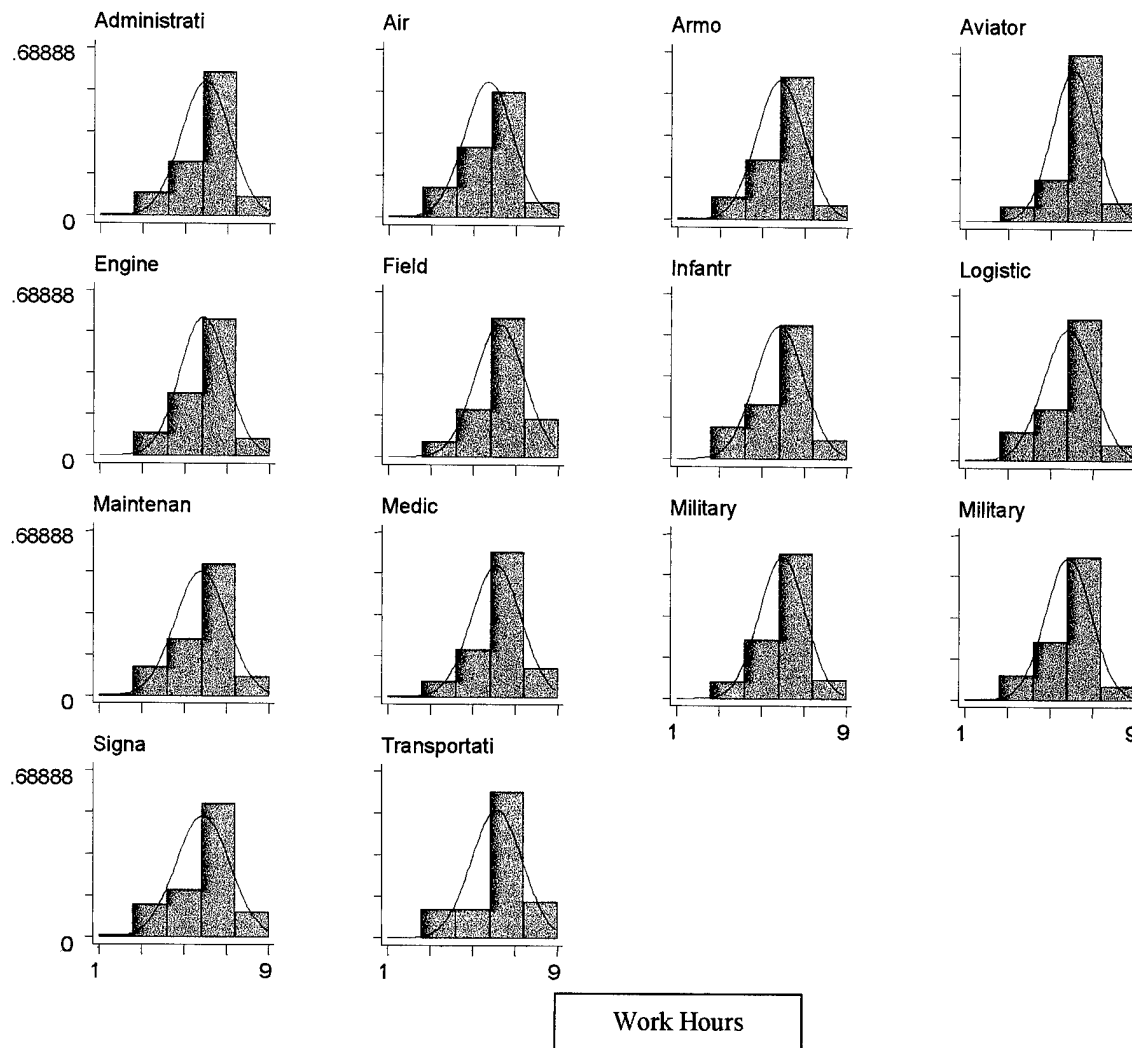 Administrati Air Armo Aviator
.68888
0
Engine Field Infantr Logistic
.68888
0
Maintenan Medic Military Military
.68888
0
1 9
1 9
Signa Transportati
.68888
0
1 9 1 9
Work Hours